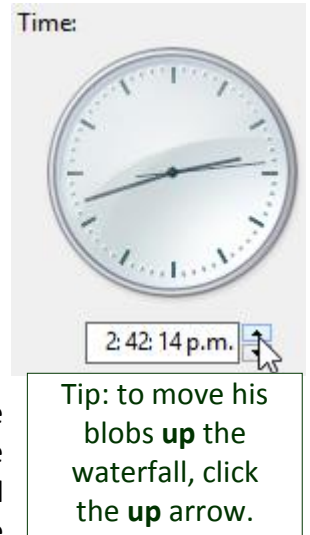 Time:
2: 42: 14 p.m.
Tip: to move his
blobs up the
waterfall, click
the up arrow.